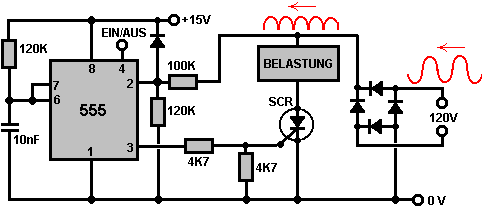 +15V
EIN/AUS
120K
8
4
100K
BELASTUNG
7
2
6
555
120K
SCR
120V
10nF
3
4K7
1
4K7
0 V